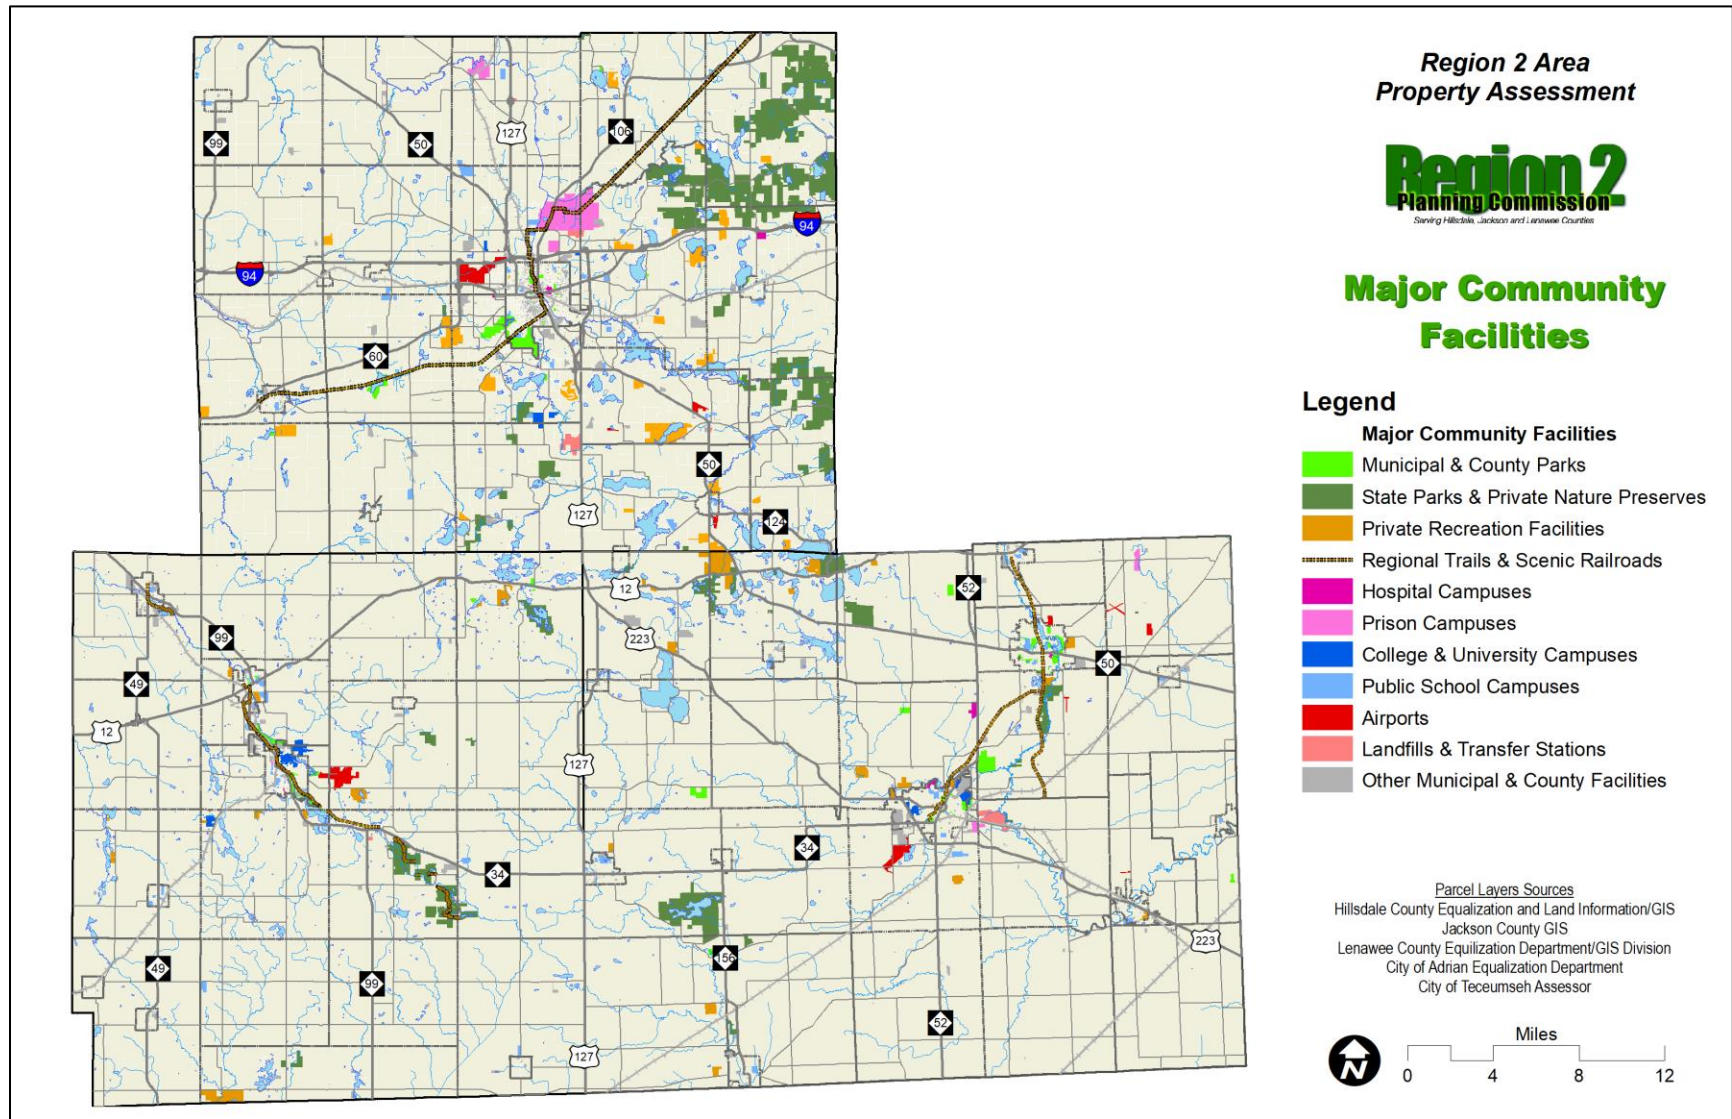 Region 2 Area
Property Assessment
Region 2
Planning Commission
Serving Hillsdale, Jackson and Lenawee Counties
Major Community
Facilities
Legend
Major Community Facilities
Municipal & County Parks
State Parks & Private Nature Preserves
Private Recreation Facilities
Regional Trails & Scenic Railroads
Hospital Campuses
Prison Campuses
College & University Campuses
Public School Campuses
Airports
Landfills & Transfer Stations
Other Municipal & County Facilities
Parcel Layers Sources
Hillsdale County Equalization and Land Information/GIS
Jackson County GIS
Lenawee County Equilization Department/GIS Division
City of Adrian Equalization Department
City of Teceumseh Assessor
N
Miles
0 4 8 12
99
50
127
106
94
94
60
50
127
124
12
52
223
99
49
50
12
127
34
34
156
223
49
99
52
127